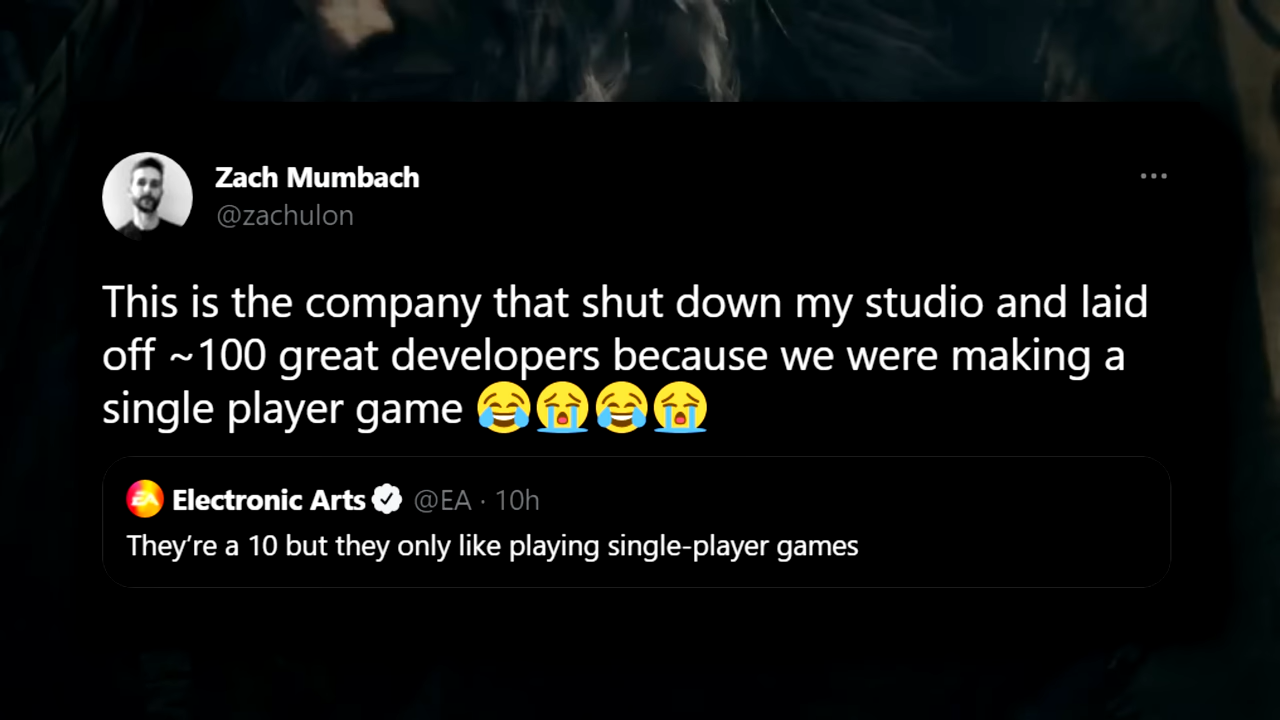 Zach Mumbach
@zachulon
This is the company that shut down my studio and laid
off ~100 great developers because we were making a
single player game 😂😭😂😭
EA Electronic Arts @EA · 10h
They’re a 10 but they only like playing single-player games